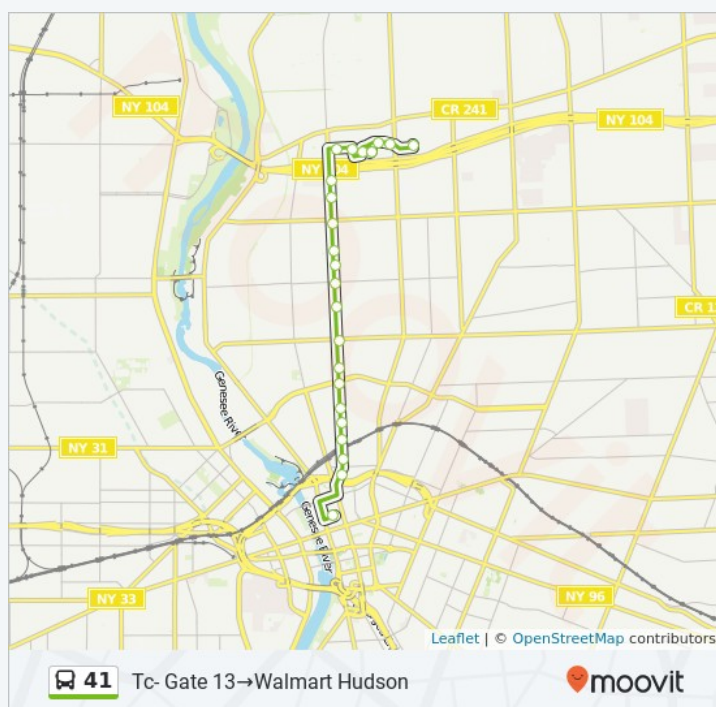 NY 104
CR 241
NY 104
NY 104
CR 1
Genesee River
NY 31
Genesee River
NY 33
NY 96
Leaflet | © OpenStreetMap contributors
41 Tc- Gate 13→Walmart Hudson
moovit